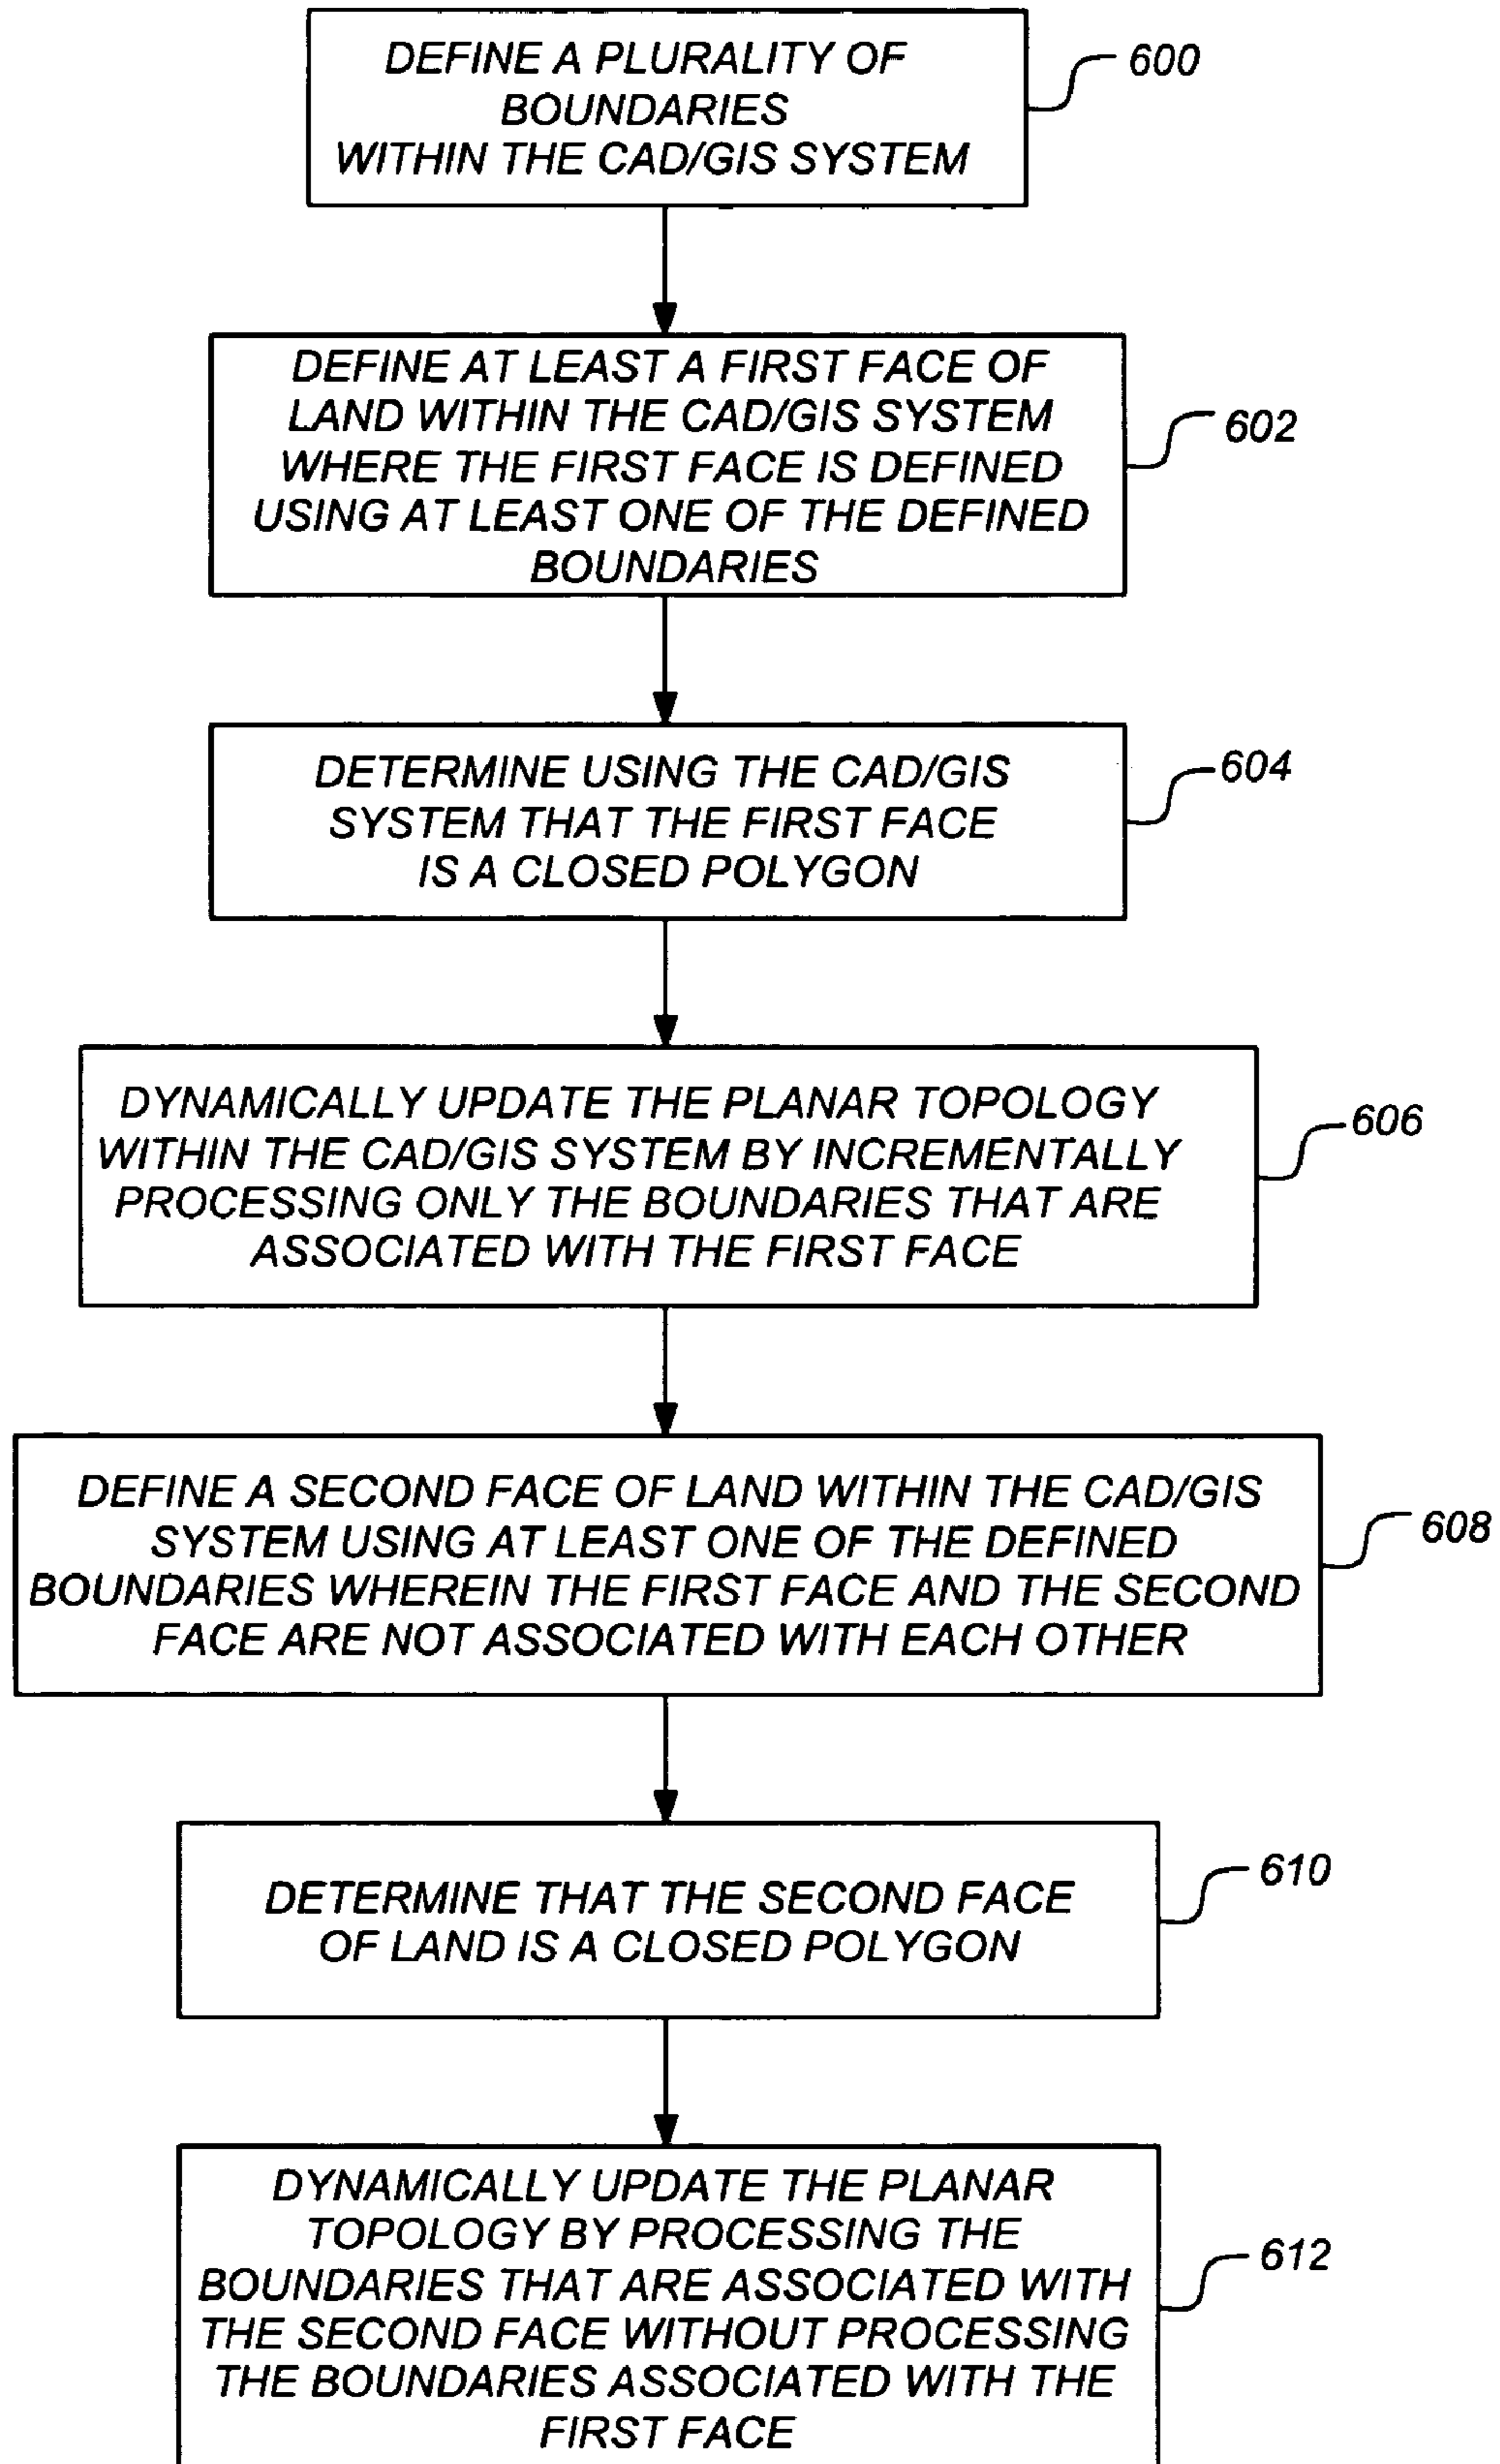 DEFINE A PLURALITY OF
BOUNDARIES
WITHIN THE CAD/GIS SYSTEM
600
DEFINE AT LEAST A FIRST FACE OF
LAND WITHIN THE CAD/GIS SYSTEM
WHERE THE FIRST FACE IS DEFINED
USING AT LEAST ONE OF THE DEFINED
BOUNDARIES
602
DETERMINE USING THE CAD/GIS
SYSTEM THAT THE FIRST FACE
IS A CLOSED POLYGON
604
DYNAMICALLY UPDATE THE PLANAR TOPOLOGY
WITHIN THE CAD/GIS SYSTEM BY INCREMENTALLY
PROCESSING ONLY THE BOUNDARIES THAT ARE
ASSOCIATED WITH THE FIRST FACE
606
DEFINE A SECOND FACE OF LAND WITHIN THE CAD/GIS
SYSTEM USING AT LEAST ONE OF THE DEFINED
BOUNDARIES WHEREIN THE FIRST FACE AND THE SECOND
FACE ARE NOT ASSOCIATED WITH EACH OTHER
608
DETERMINE THAT THE SECOND FACE
OF LAND IS A CLOSED POLYGON
610
DYNAMICALLY UPDATE THE PLANAR
TOPOLOGY BY PROCESSING THE
BOUNDARIES THAT ARE ASSOCIATED WITH
THE SECOND FACE WITHOUT PROCESSING
THE BOUNDARIES ASSOCIATED WITH THE
FIRST FACE
612